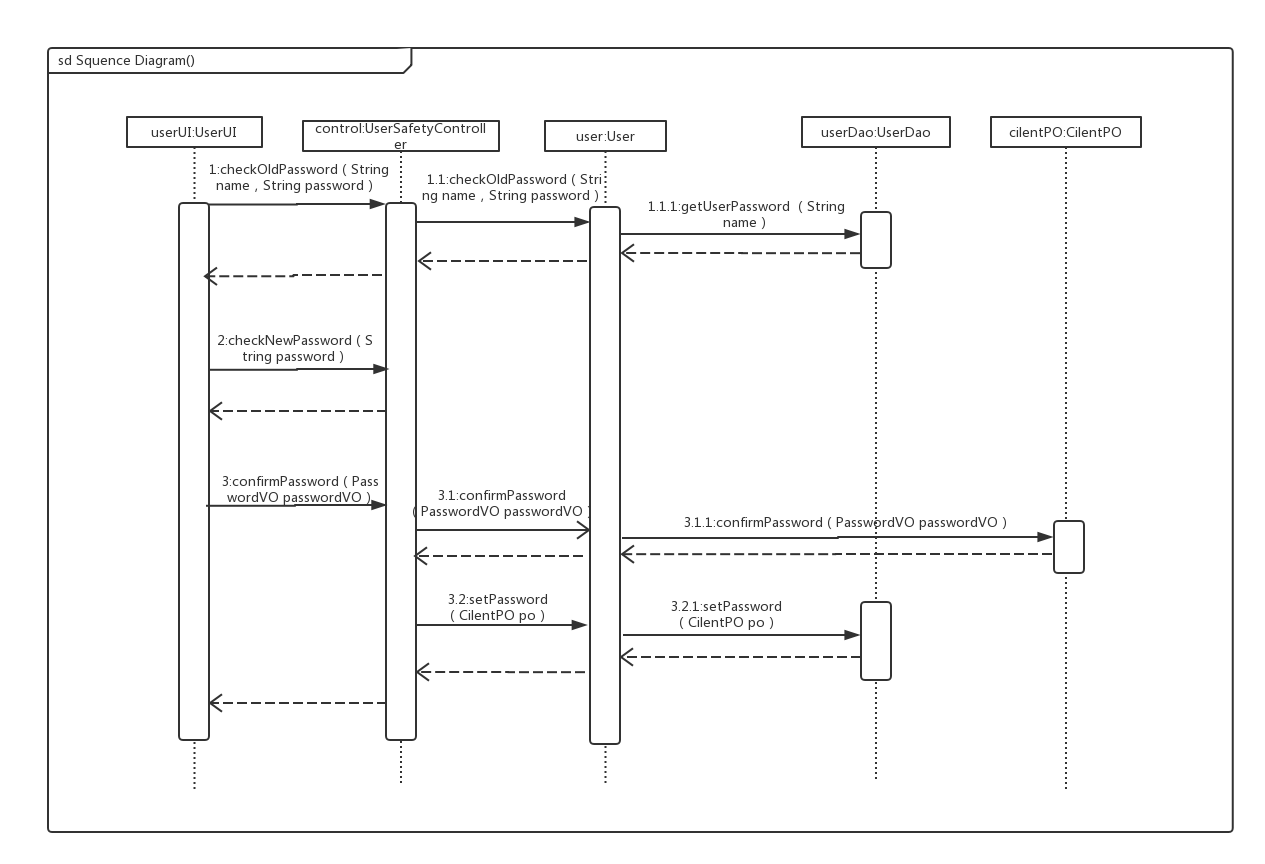 sd Squence Diagram()
userUI:UserUI
control:UserSafetyControll
er
user:User
userDao:UserDao
cilentPO:CilentPO
1:checkOldPassword ( String
name , String password )
1.1:checkOldPassword ( Stri
ng name , String password )
1.1.1:getUserPassword ( String
name )
2:checkNewPassword ( S
tring password )
3:confirmPassword ( Pass
wordVO passwordVO )
3.1:confirmPassword
( PasswordVO passwordVO )
3.1.1:confirmPassword ( PasswordVO passwordVO )
3.2:setPassword
( CilentPO po )
3.2.1:setPassword
( CilentPO po )